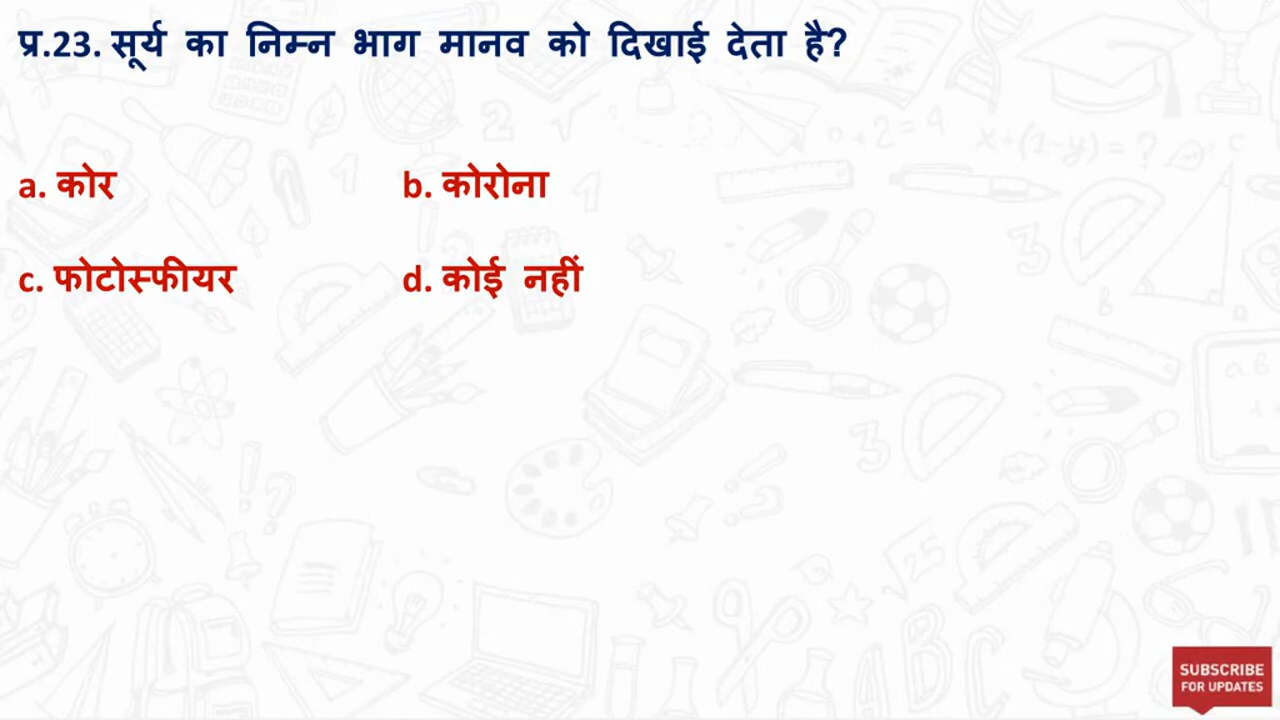 प्र.23. सूर्य का निम्न भाग मानव को दिखाई देता है?
a. कोर b. कोरोना
c. फोटोस्फीयर d. कोई नहीं
SUBSCRIBE
FOR UPDATES